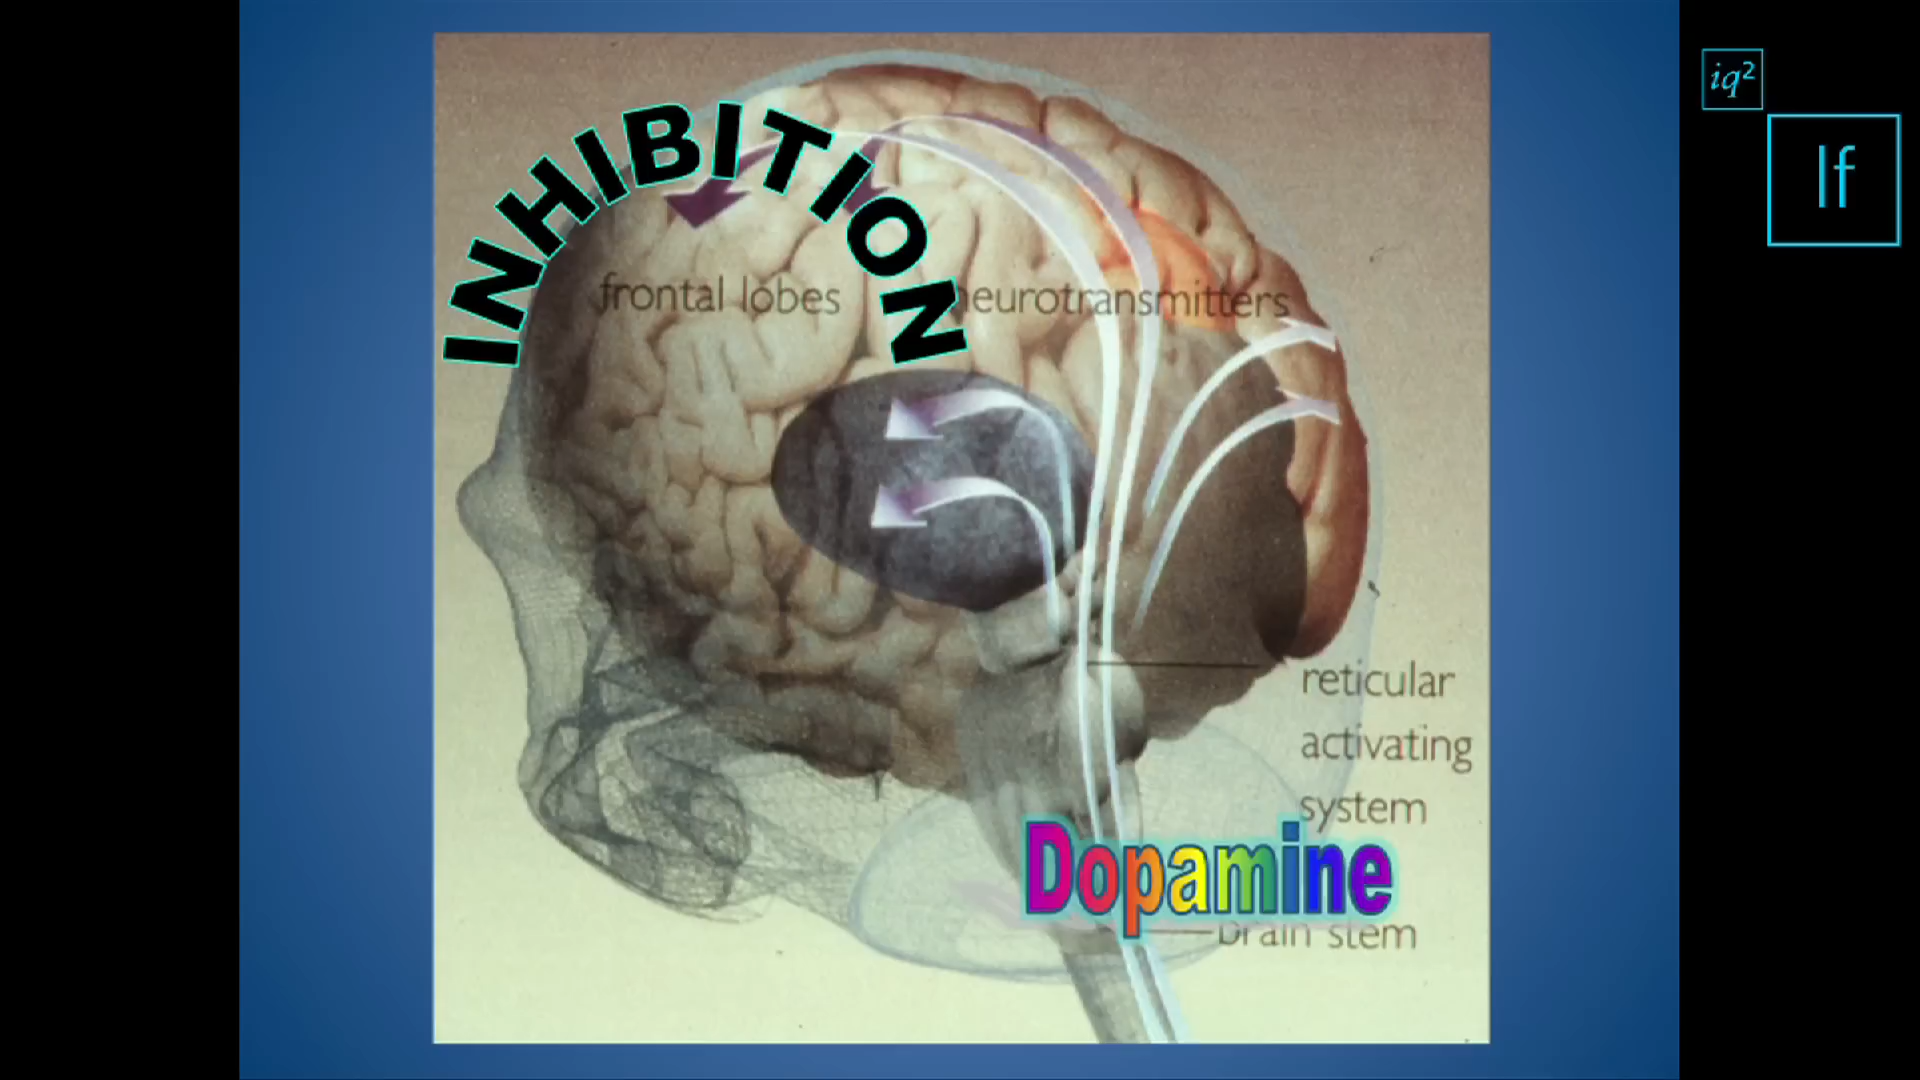 iq²
If
INHIBITION
frontal lobes
neurotransmitters
reticular
activating
system
Dopamine
brain stem